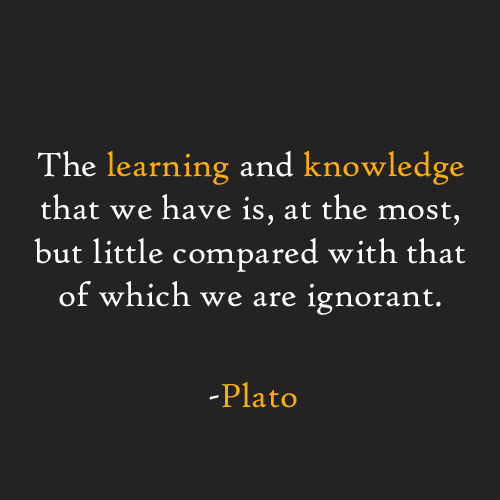 The learning and knowledge
that we have is, at the most,
but little compared with that
of which we are ignorant.
-Plato